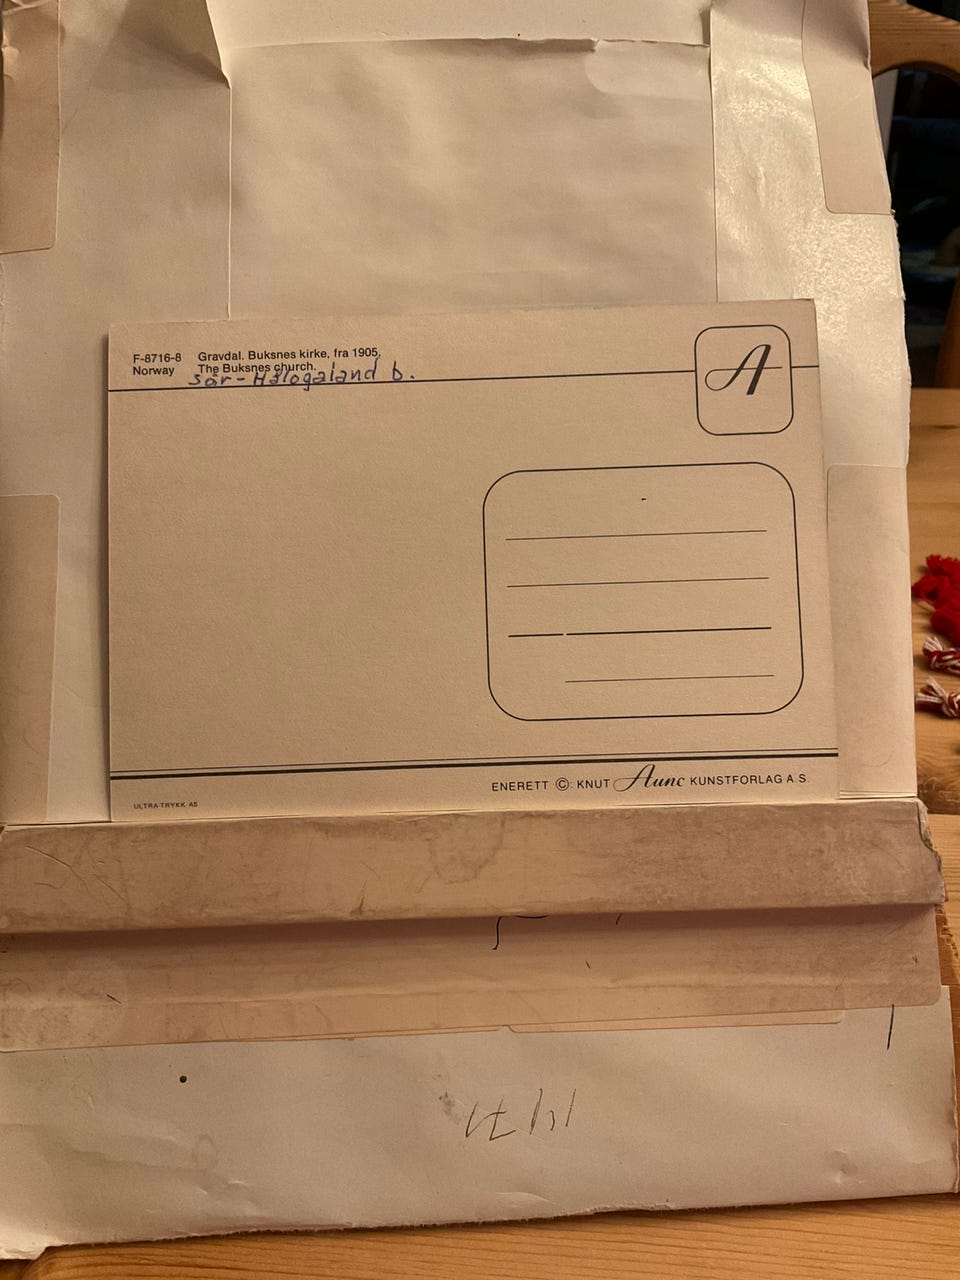 F-8716-8 Gravdal. Buksnes kirke, fra 1905.
Norway The Buksnes church.
sør-Hålogaland b.
A
ENERETT © KNUT Aune KUNSTFORLAG A.S.
ULTRA-TRYKK AS